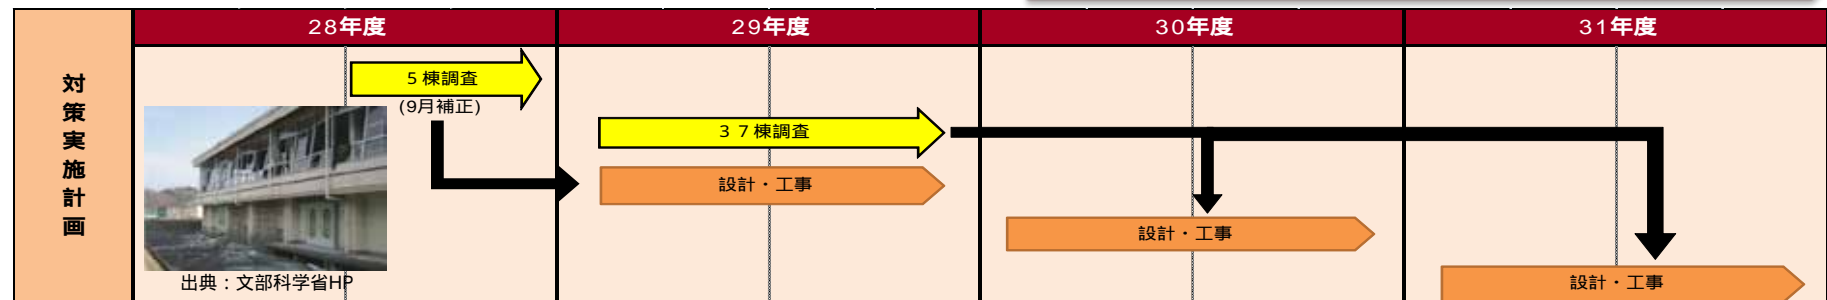 28年度
29年度
30年度
31年度
対策実施計画
5棟調査
(9月補正)
37棟調査
設計・工事
設計・工事
設計・工事
出典:文部科学省HP